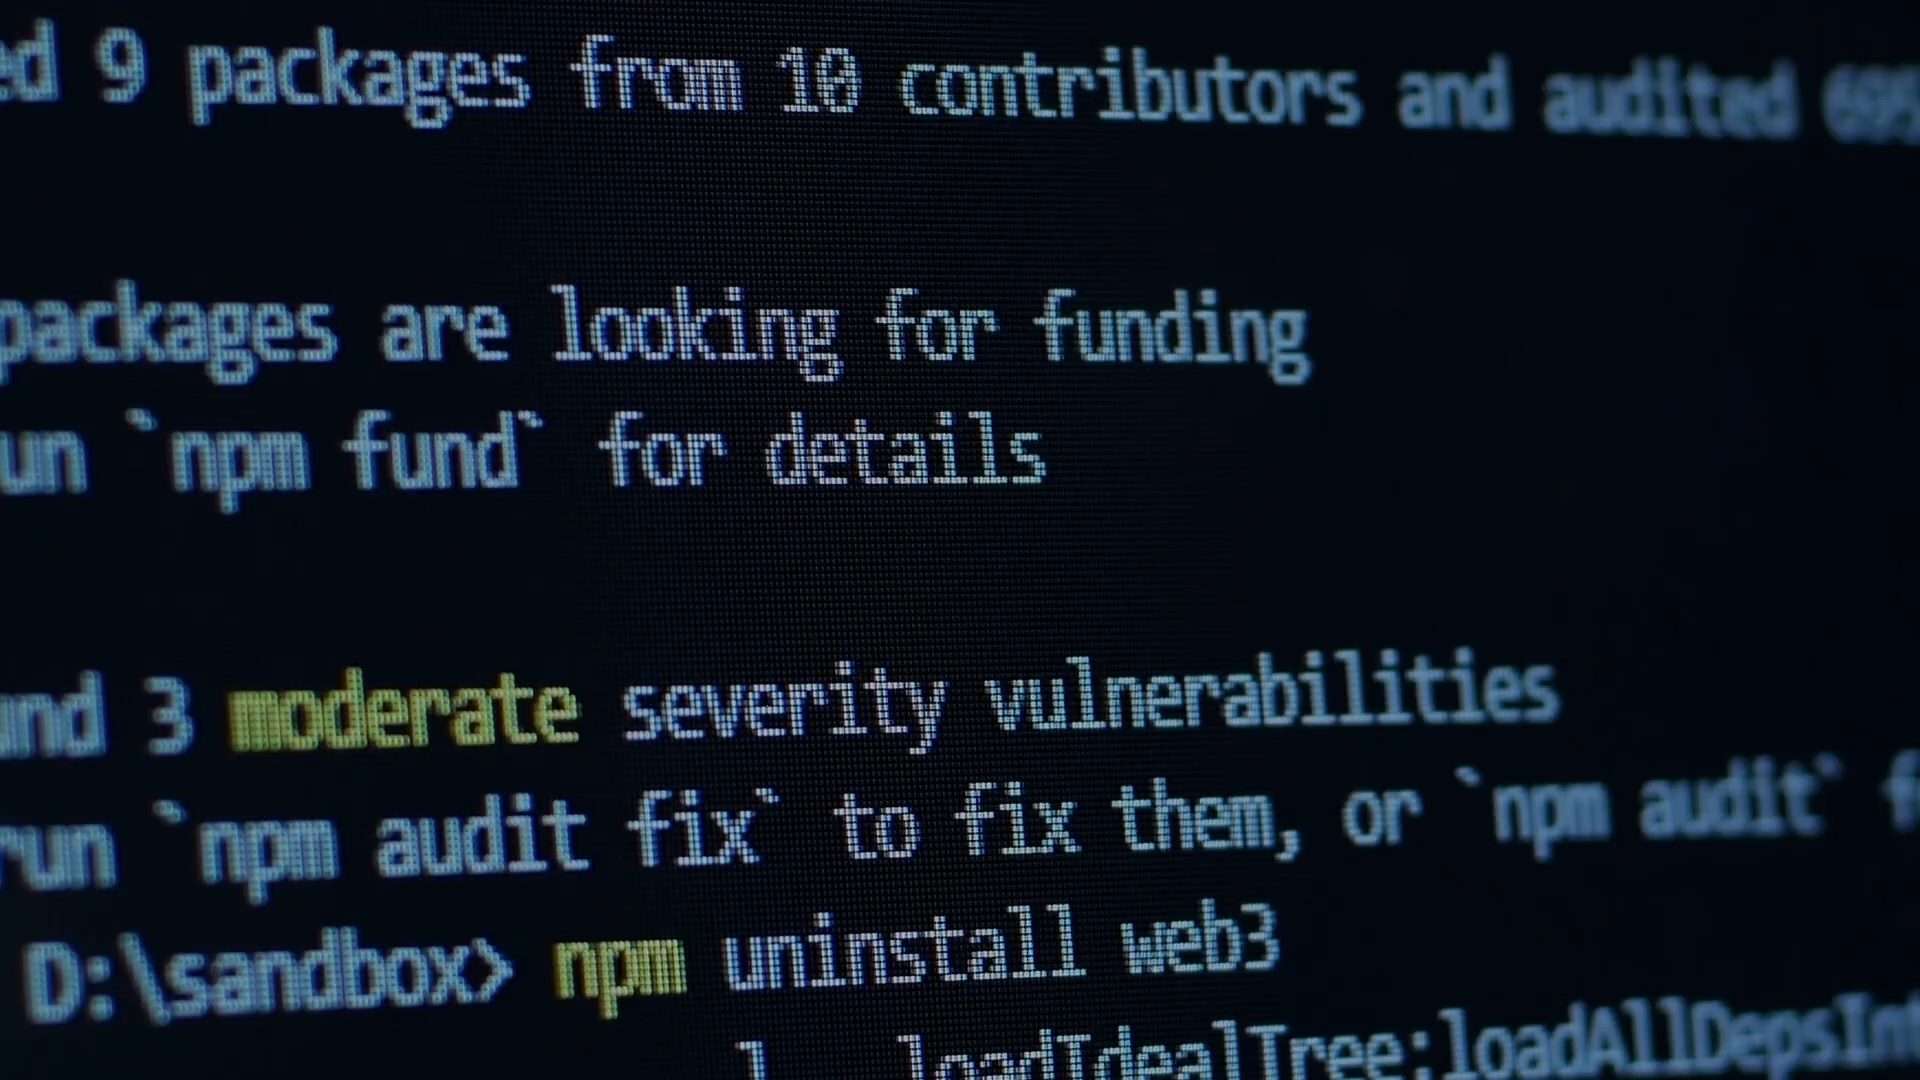 ed 9 packages from 10 contributors and audited 695
packages are looking for funding
un `npm fund` for details
und 3 moderate severity vulnerabilities
run `npm audit fix` to fix them, or `npm audit` f
D:\sandbox> npm uninstall web3
loadIdealTree:loadAllDepsInt